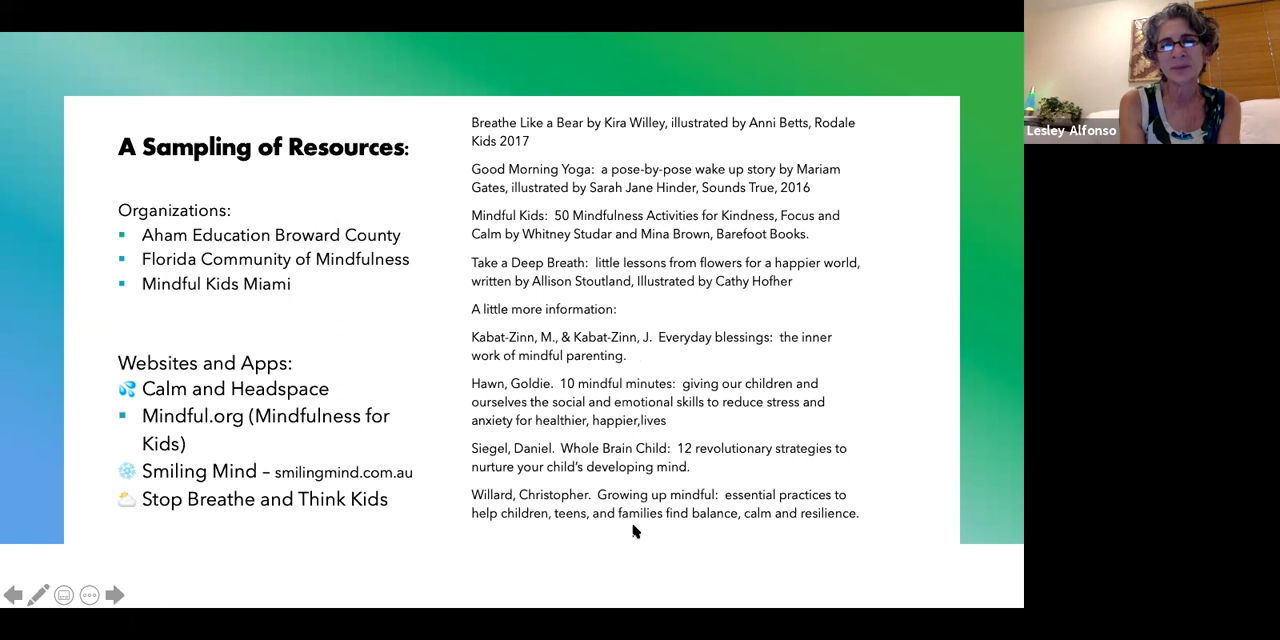 A Sampling of Resources:
Organizations:
Aham Education Broward County
Florida Community of Mindfulness
Mindful Kids Miami
Websites and Apps:
Calm and Headspace
Mindful.org (Mindfulness for
Kids)
Smiling Mind – smilingmind.com.au
Stop Breathe and Think Kids
Breathe Like a Bear by Kira Willey, illustrated by Anni Betts, Rodale
Kids 2017
Good Morning Yoga:  a pose-by-pose wake up story by Mariam
Gates, illustrated by Sarah Jane Hinder, Sounds True, 2016
Mindful Kids:  50 Mindfulness Activities for Kindness, Focus and
Calm by Whitney Studar and Mina Brown, Barefoot Books.
Take a Deep Breath:  little lessons from flowers for a happier world,
written by Allison Stoutland, Illustrated by Cathy Hofher
A little more information:
Kabat-Zinn, M., & Kabat-Zinn, J.  Everyday blessings:  the inner
work of mindful parenting.
Hawn, Goldie.  10 mindful minutes:  giving our children and
ourselves the social and emotional skills to reduce stress and
anxiety for healthier, happier,lives
Siegel, Daniel.  Whole Brain Child:  12 revolutionary strategies to
nurture your child's developing mind.
Willard, Christopher.  Growing up mindful:  essential practices to
help children, teens, and families find balance, calm and resilience.
Lesley Alfonso